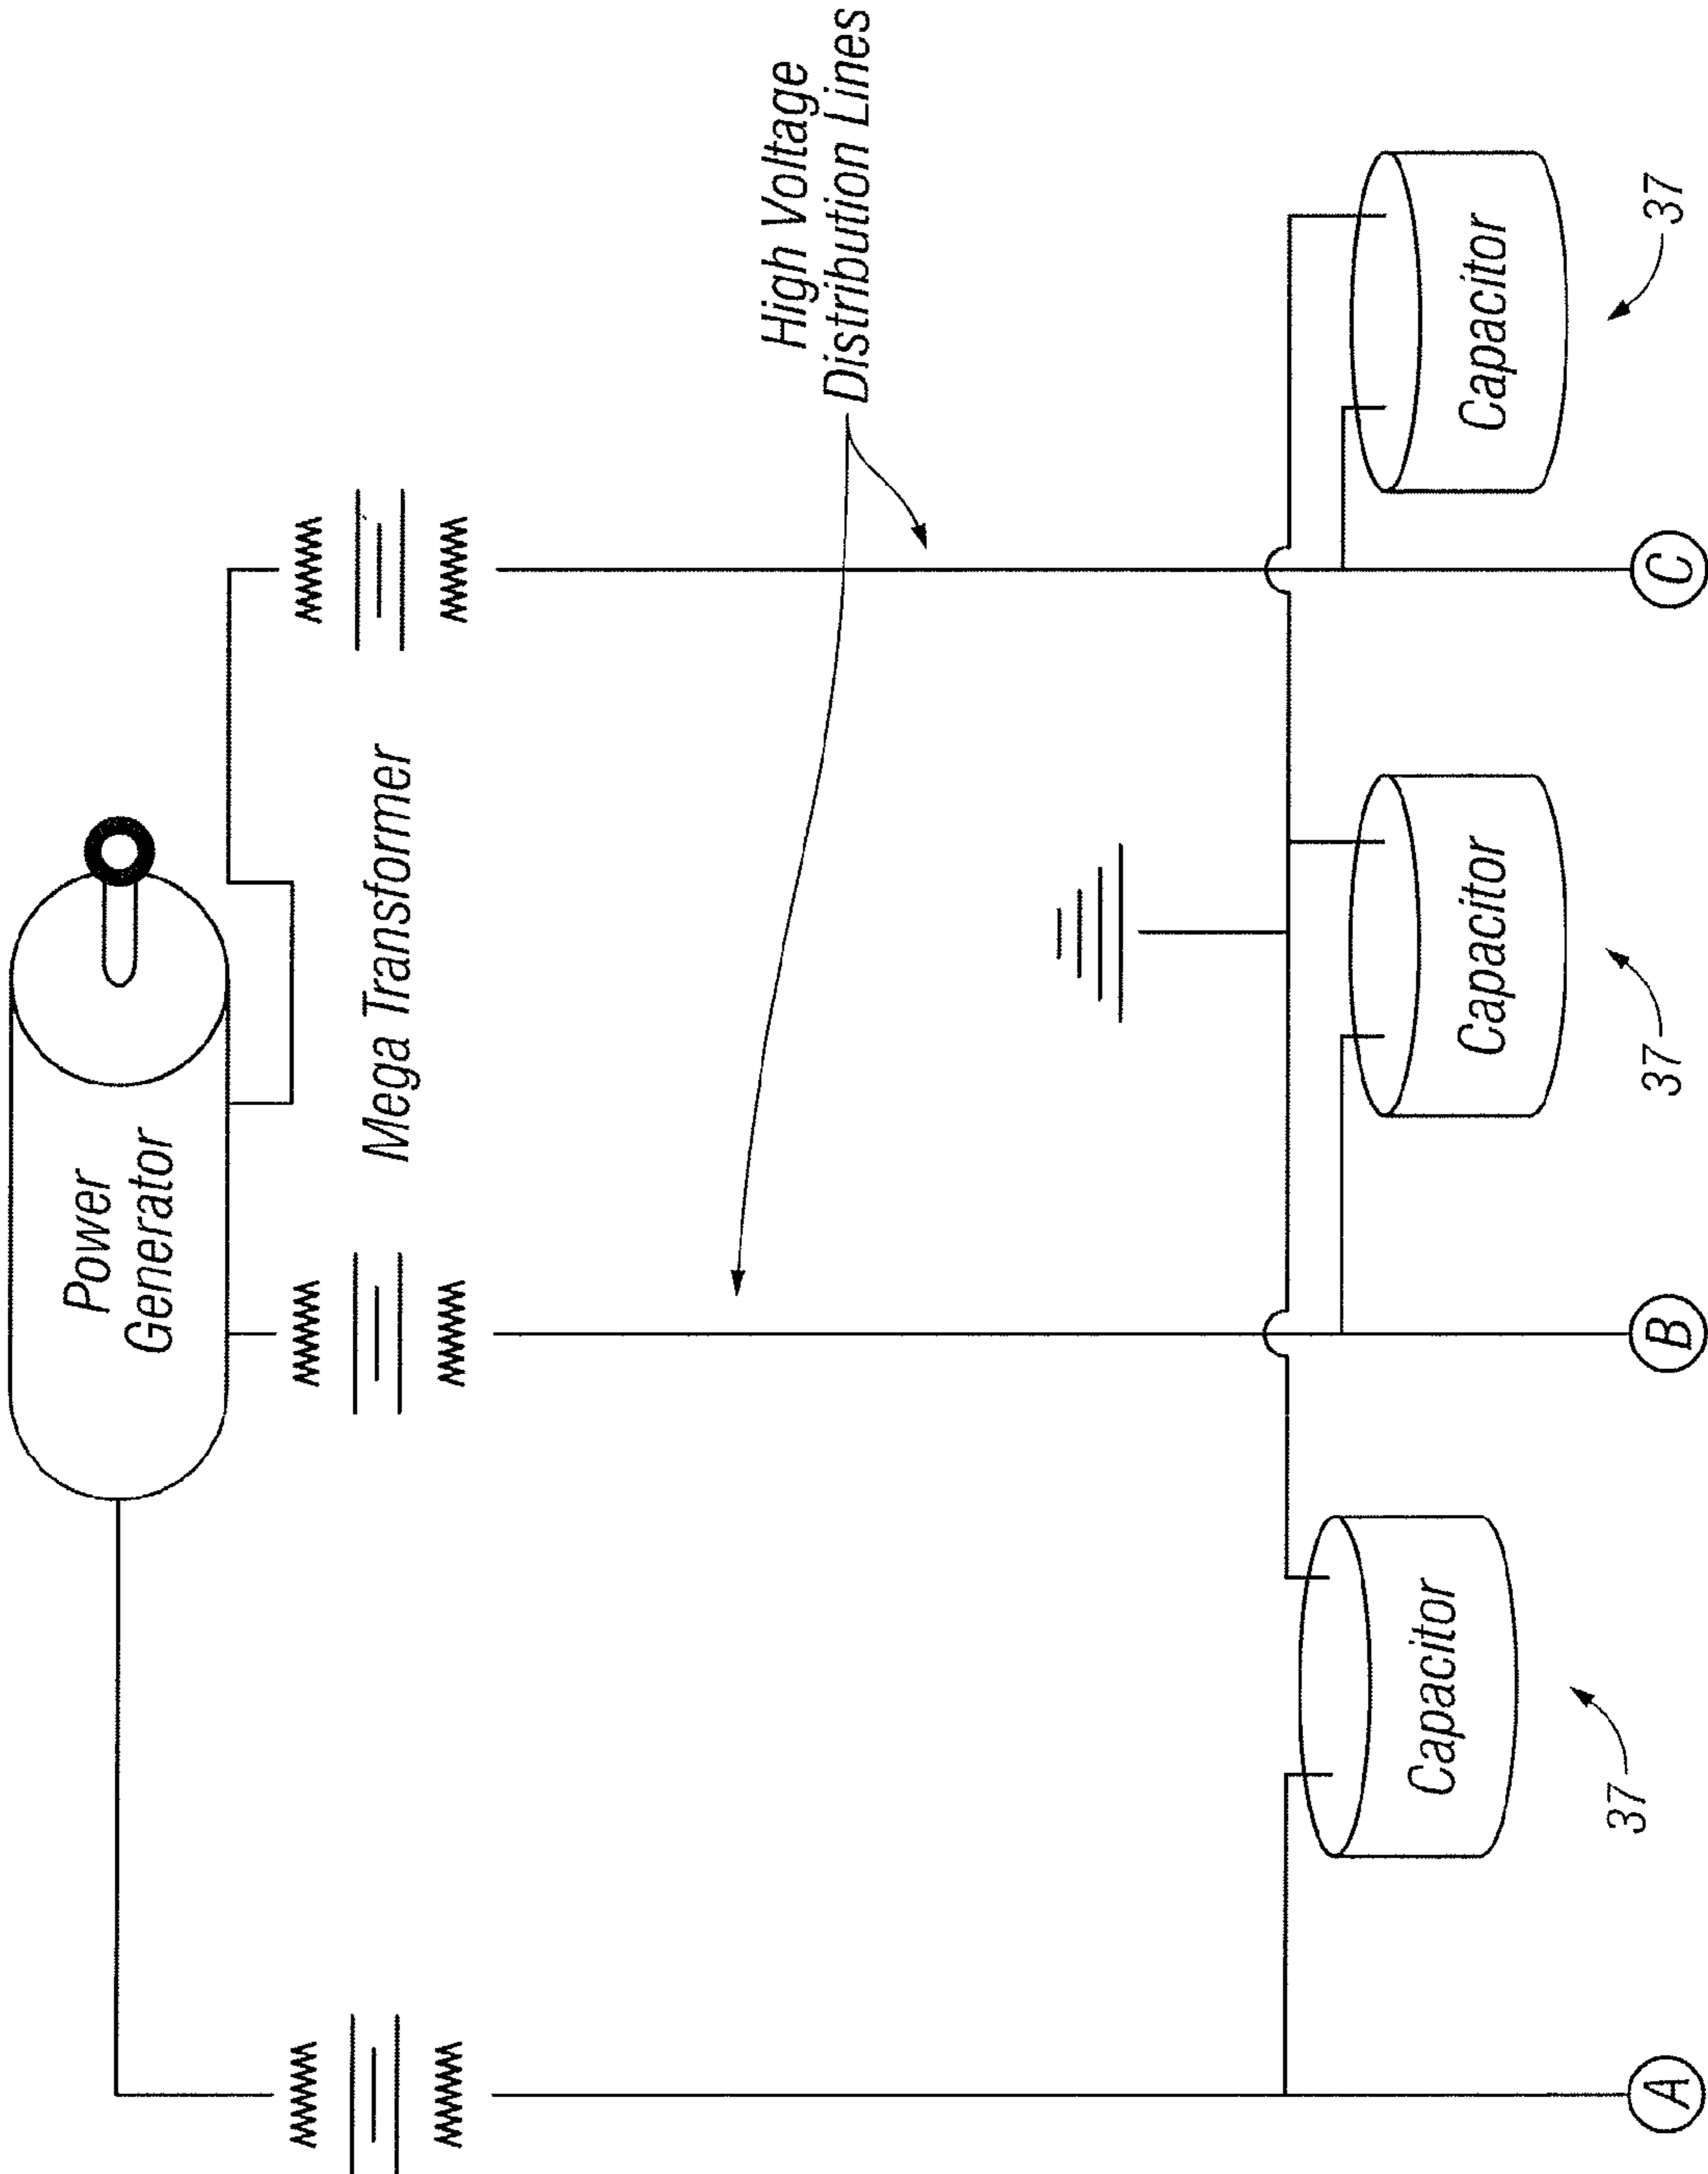 Power
Generator
Mega Transformer
High Voltage
Distribution Lines
Capacitor
37
Capacitor
37
Capacitor
37
A
B
C